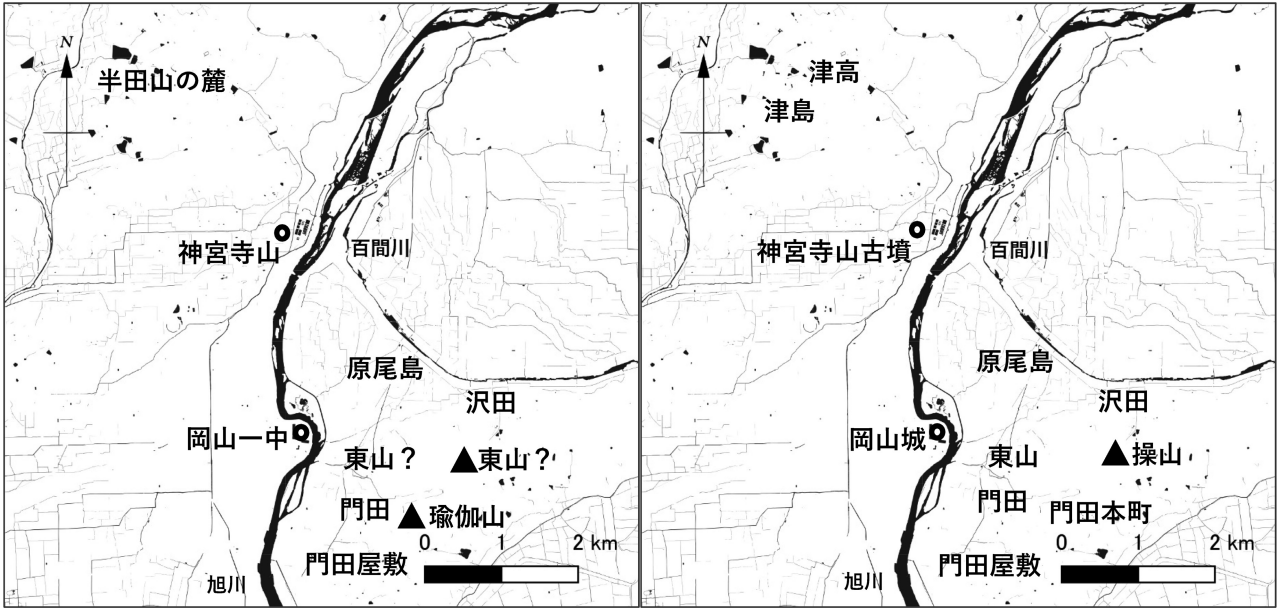 N
半田山の麓
神宮寺山
百間川
原尾島
沢田
岡山一中
東山？
東山？
門田
瑜伽山
0 1 2 km
門田屋敷
旭川
N
津高
津島
神宮寺山古墳
百間川
原尾島
沢田
岡山城
東山
操山
門田
門田本町
0 1 2 km
門田屋敷
旭川